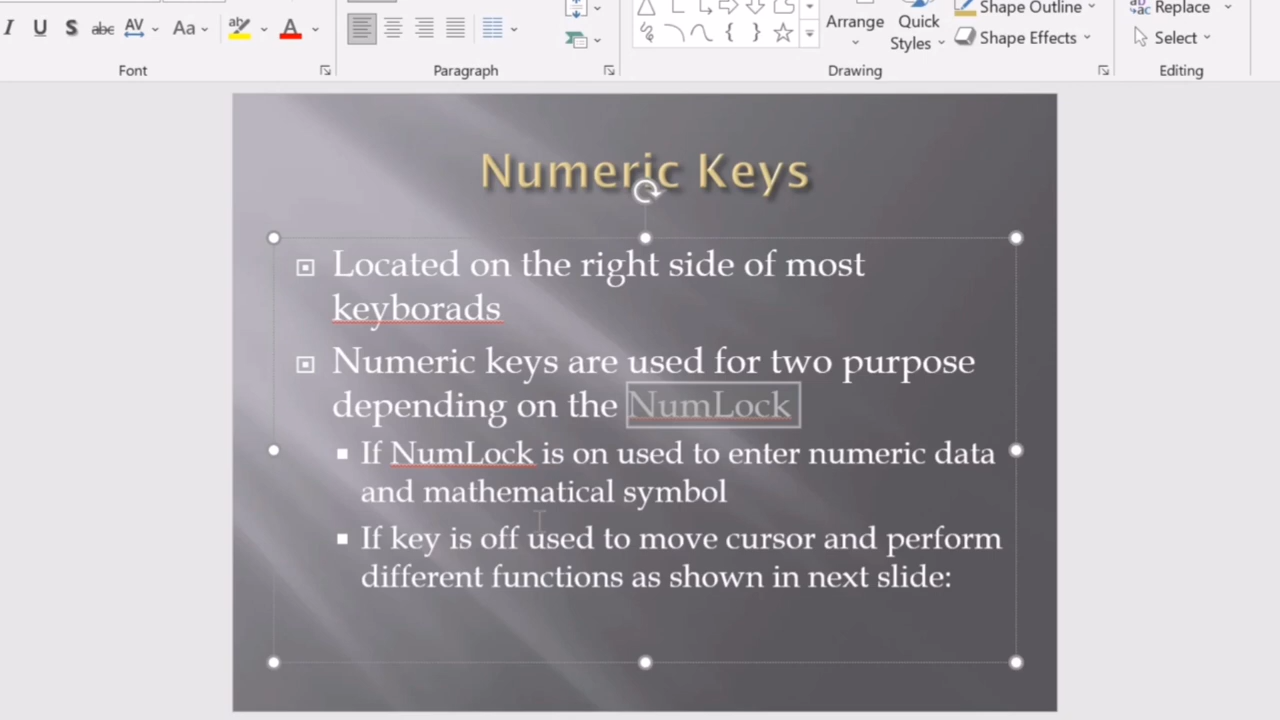 I U S abc AV Aa aby A
Arrange
Quick
Styles
Shape Outline
Shape Effects
Replace
Select
Font
Paragraph
Drawing
Editing
Numeric Keys
Located on the right side of most
keyborads
Numeric keys are used for two purpose
depending on the NumLock
If NumLock is on used to enter numeric data
and mathematical symbol
If key is off used to move cursor and perform
different functions as shown in next slide: